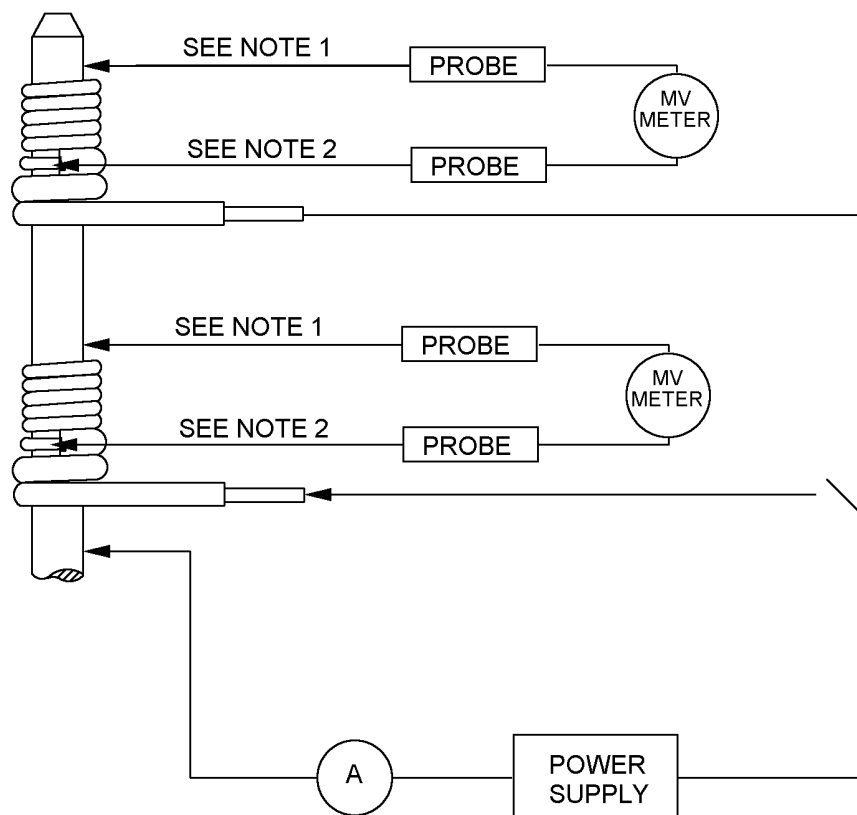 SEE NOTE 1
PROBE
MV
METER
SEE NOTE 2
PROBE
SEE NOTE 1
PROBE
MV
METER
SEE NOTE 2
PROBE
A
POWER
SUPPLY